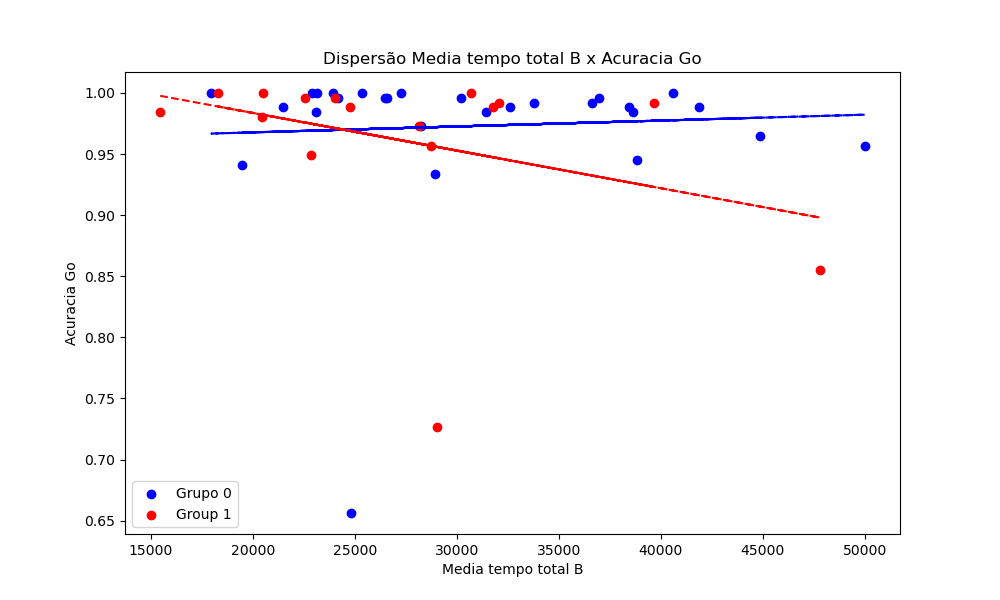 Dispersão Media tempo total B x Acuracia Go
Acuracia Go
1.00
0.95
0.90
0.85
0.80
0.75
0.70
0.65
Grupo 0
Group 1
15000 20000 25000 30000 35000 40000 45000 50000
Media tempo total B